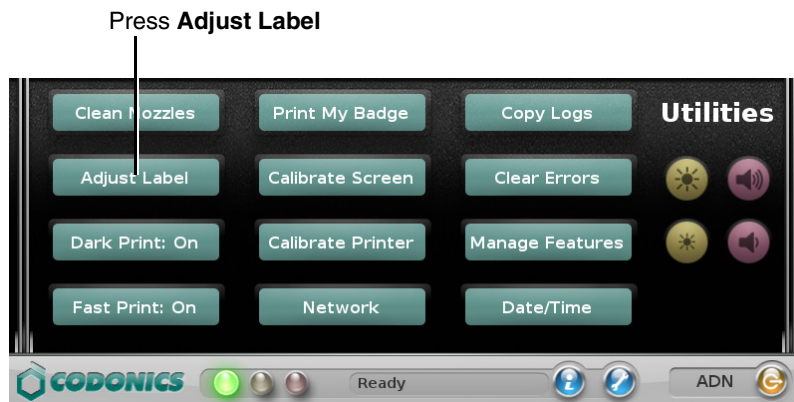 Press Adjust Label
Clean Nozzles Print My Badge Copy Logs Utilities
Adjust Label Calibrate Screen Clear Errors
Dark Print: On Calibrate Printer Manage Features
Fast Print: On Network Date/Time
CODONICS Ready ADN